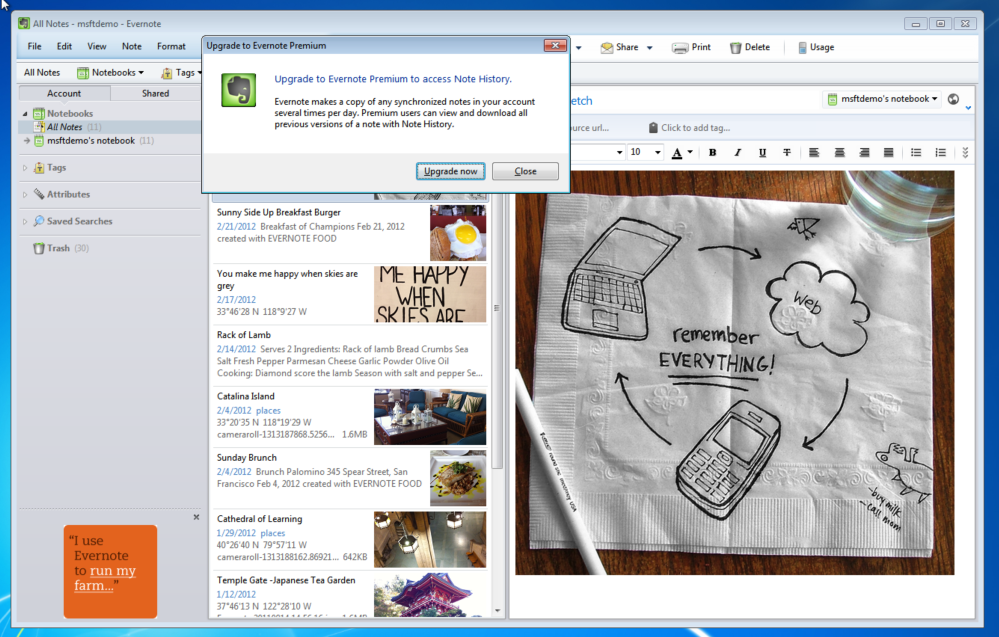 All Notes - msftdemo - Evernote
File Edit View Note Format
Share Print Delete Usage
All Notes Notebooks Tags
Account Shared
Notebooks
All Notes (11)
msftdemo's notebook (11)
Tags
Attributes
Saved Searches
Trash (30)
"I use
Evernote
to run my
farm..."
Upgrade to Evernote Premium
Upgrade to Evernote Premium to access Note History.
Evernote makes a copy of any synchronized notes in your account
several times per day. Premium users can view and download all
previous versions of a note with Note History.
Upgrade now Close
Sunny Side Up Breakfast Burger
2/21/2012 Breakfast of Champions Feb 21, 2012
created with EVERNOTE FOOD
You make me happy when skies are
grey
2/17/2012
33°46'28 N 118°9'27 W
ME HAPPY
WHEN
SKIES ARE
Rack of Lamb
2/14/2012 Serves 2 Ingredients: Rack of lamb Bread Crumbs Sea
Salt Fresh Pepper Parmesan Cheese Garlic Powder Olive Oil
Cooking: Diamond score the lamb Season with salt and pepper Se...
Catalina Island
2/4/2012 places
33°20'35 N 118°19'29 W
cameraroll-1313187868.5256... 1.6MB
Sunday Brunch
2/4/2012 Brunch Palomino 345 Spear Street, San
Francisco Feb 4, 2012 created with EVERNOTE FOOD
Cathedral of Learning
1/29/2012 places
40°26'40 N 79°57'11 W
cameraroll-1313188162.86921... 642KB
Temple Gate -Japanese Tea Garden
1/12/2012
37°46'13 N 122°28'10 W
etch
msftdemo's notebook
urce url...
Click to add tag...
10 A B I U T
Web
remember
EVERYTHING!
-buy milk
-call mom